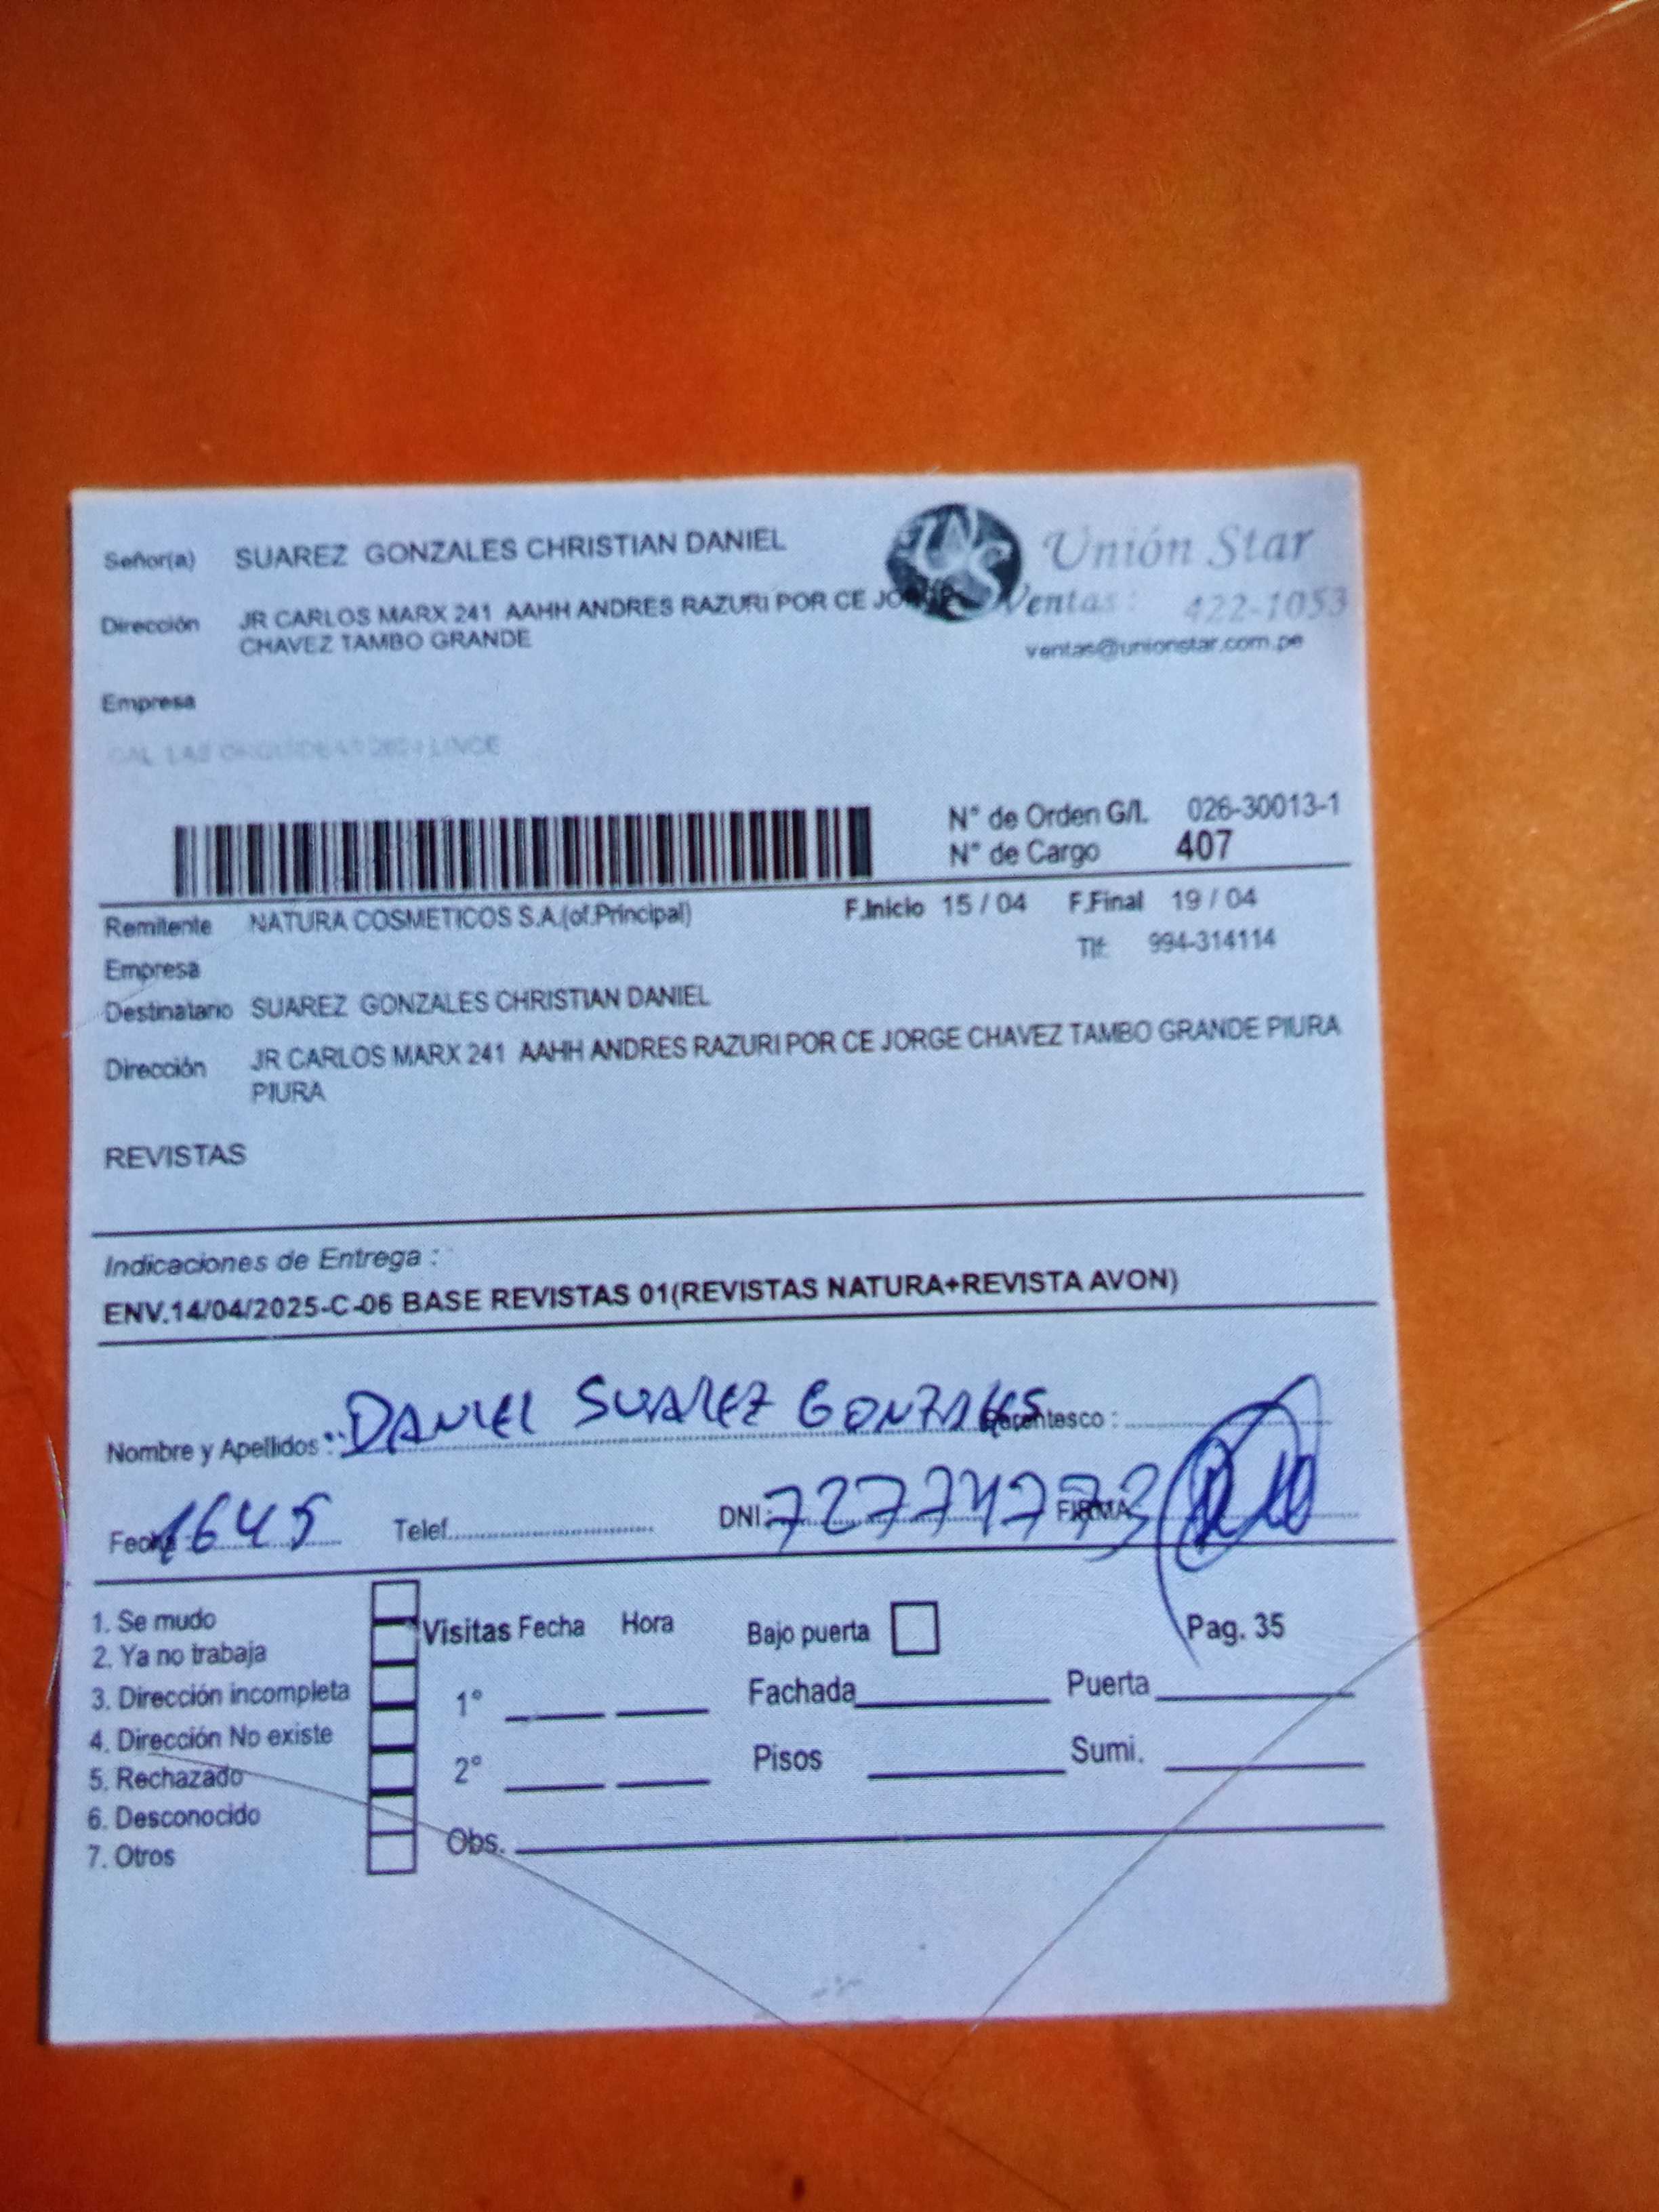 Señor(a) SUAREZ GONZALES CHRISTIAN DANIEL
Unión Star
Dirección JR CARLOS MARX 241 AAHH ANDRES RAZURI POR CE JORGE
CHAVEZ TAMBO GRANDE
Ventas: 422-1053
ventas@unionstar.com.pe
Empresa
CAL. LAS LINCE
N° de Orden G/L 026-30013-1
N° de Cargo 407
Remitente NATURA COSMETICOS S.A.(of.Principal) F.Inicio 15 / 04 F.Final 19 / 04
Tlf: 994-314114
Empresa
Destinatario SUAREZ GONZALES CHRISTIAN DANIEL
Dirección JR CARLOS MARX 241 AAHH ANDRES RAZURI POR CE JORGE CHAVEZ TAMBO GRANDE PIURA
PIURA
REVISTAS
Indicaciones de Entrega :
ENV.14/04/2025-C-06 BASE REVISTAS 01(REVISTAS NATURA+REVISTA AVON)
Nombre y Apellidos : DANIEL SUAREZ GONZALES Parentesco :
Fecha 1645 Telef. DNI: 72774773 FIRMA
1. Se mudo
2. Ya no trabaja
3. Dirección incompleta
4. Dirección No existe
5. Rechazado
6. Desconocido
7. Otros
Visitas Fecha Hora Bajo puerta Pag. 35
1° Fachada Puerta
2° Pisos Sumi.
Obs.